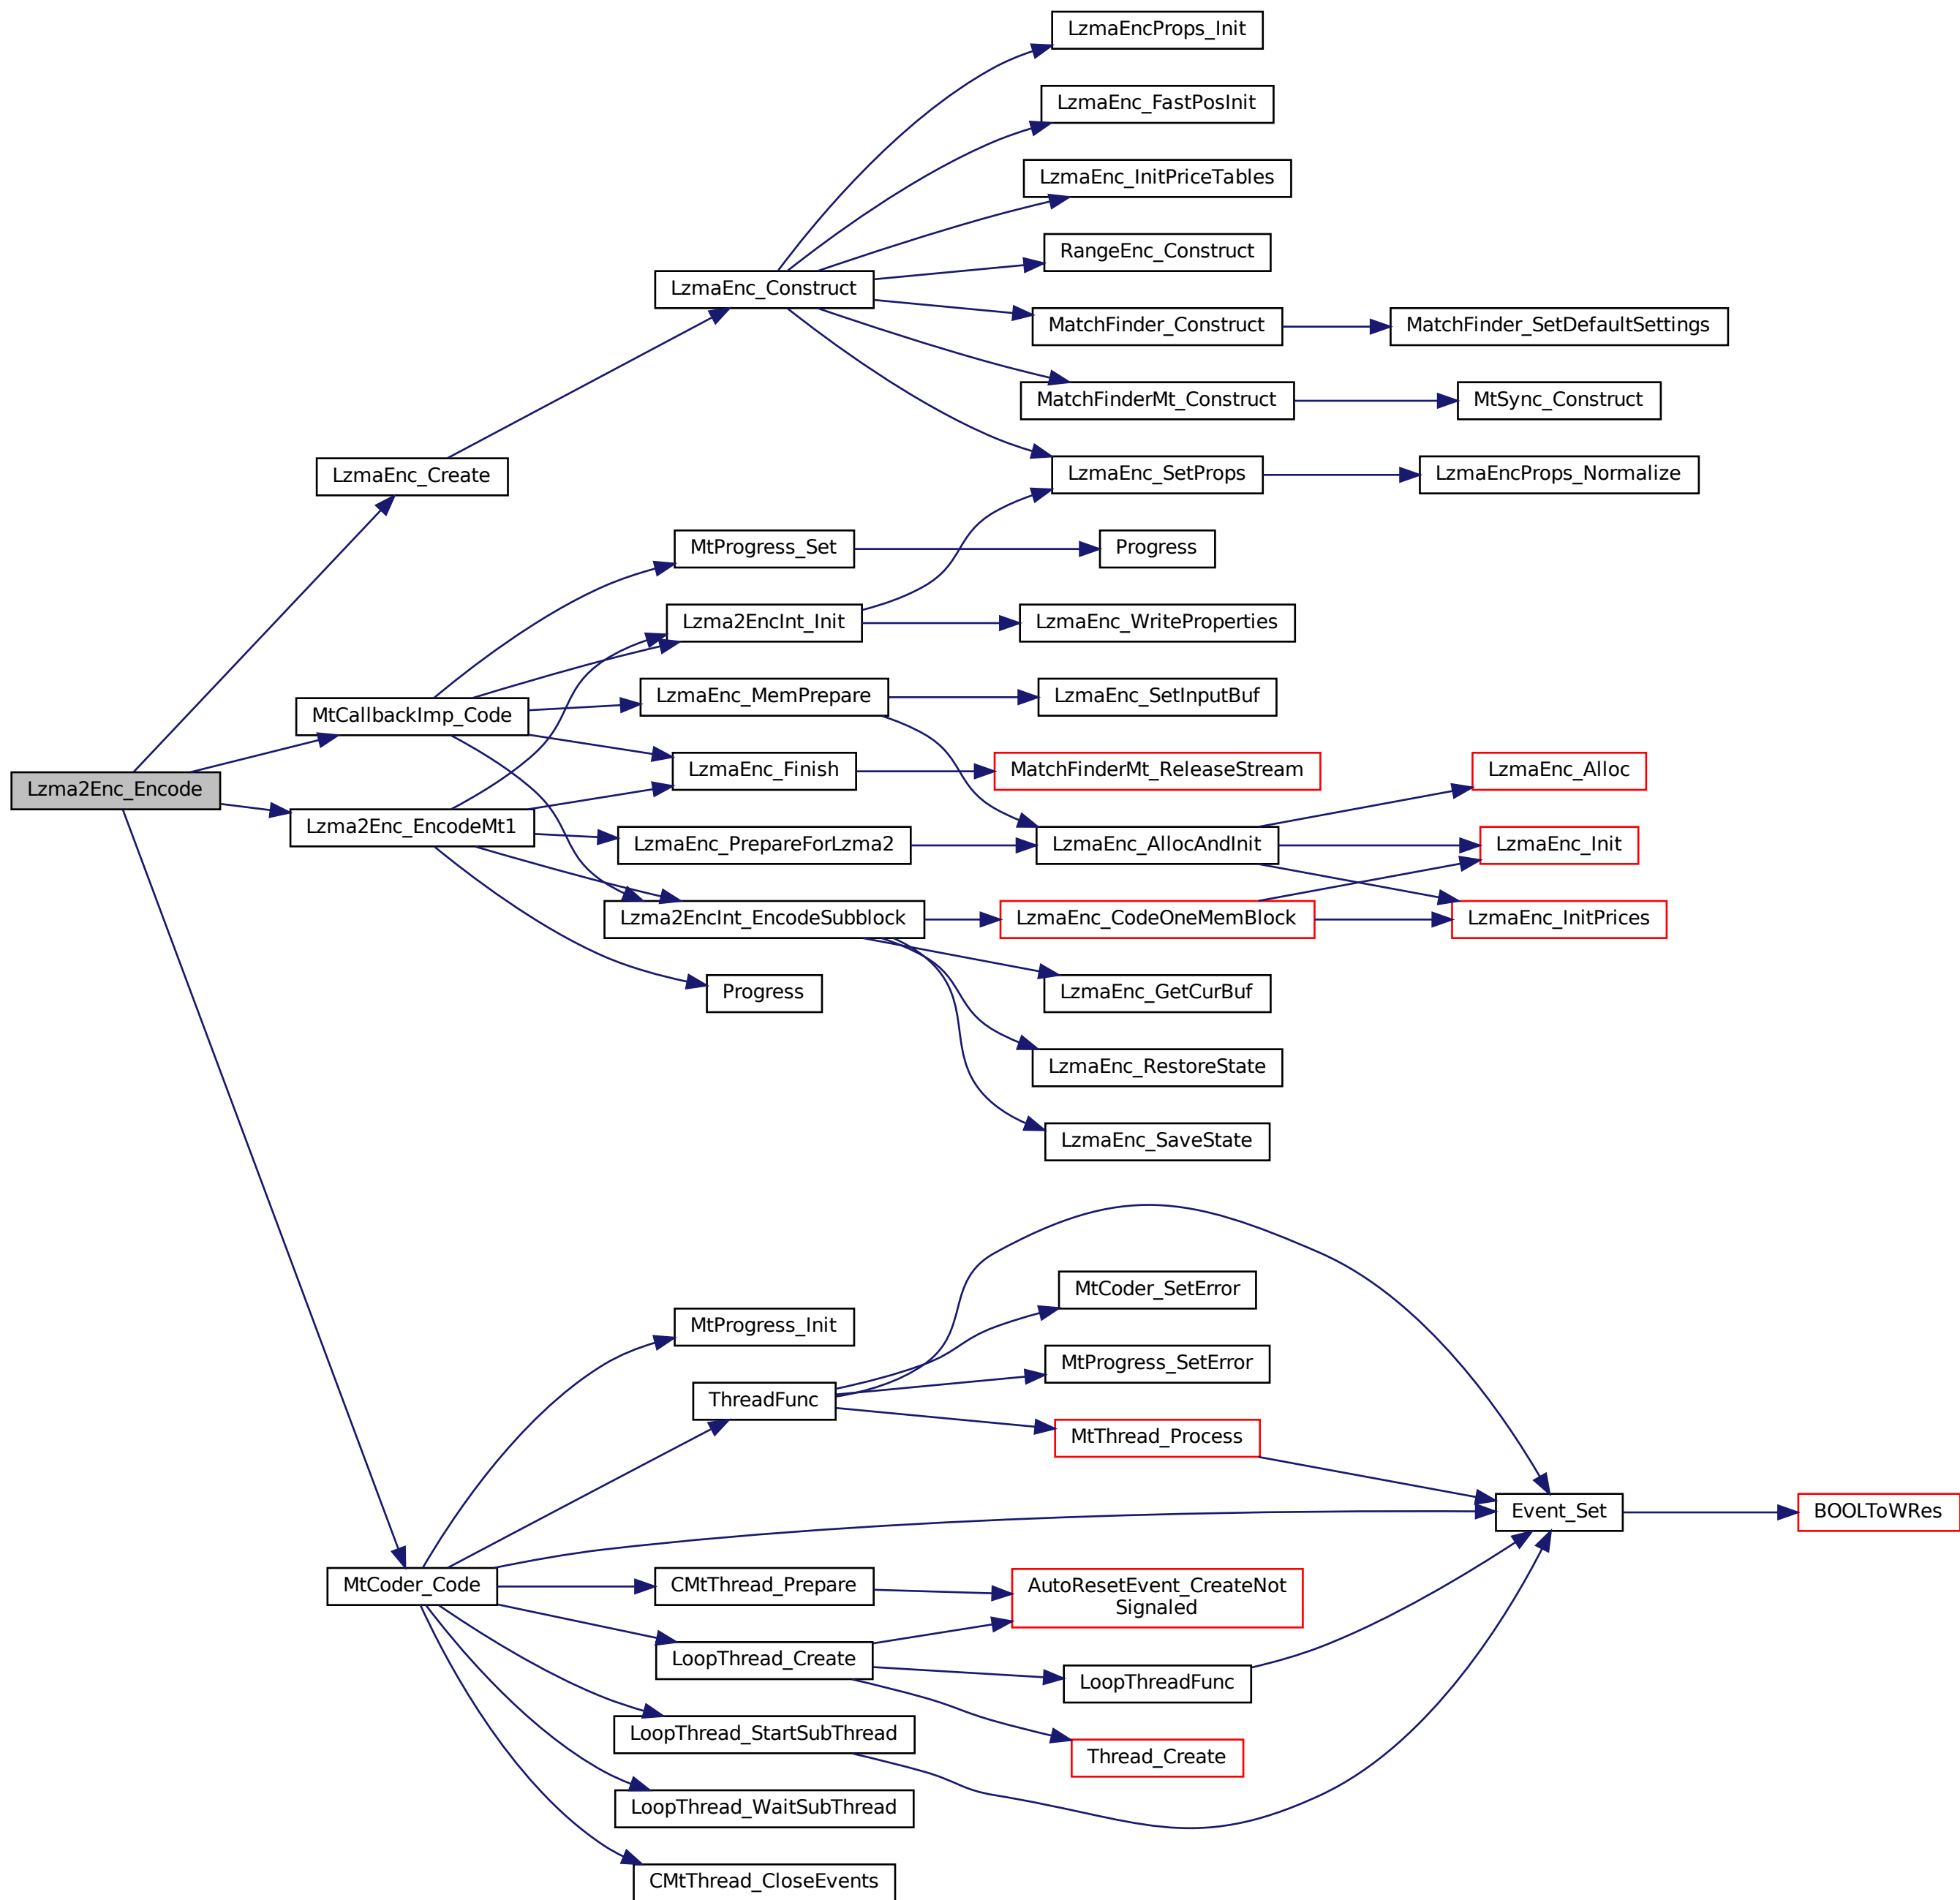 LzmaEncProps_Init
LzmaEnc_FastPosInit
LzmaEnc_InitPriceTables
RangeEnc_Construct
LzmaEnc_Construct
MatchFinder_Construct
MatchFinder_SetDefaultSettings
MatchFinderMt_Construct
MtSync_Construct
LzmaEnc_Create
LzmaEnc_SetProps
LzmaEncProps_Normalize
MtProgress_Set
Progress
Lzma2EncInt_Init
LzmaEnc_WriteProperties
LzmaEnc_MemPrepare
LzmaEnc_SetInputBuf
MtCallbackImp_Code
LzmaEnc_Finish
MatchFinderMt_ReleaseStream
LzmaEnc_Alloc
Lzma2Enc_Encode
Lzma2Enc_EncodeMt1
LzmaEnc_PrepareForLzma2
LzmaEnc_AllocAndInit
LzmaEnc_Init
Lzma2EncInt_EncodeSubblock
LzmaEnc_CodeOneMemBlock
LzmaEnc_InitPrices
Progress
LzmaEnc_GetCurBuf
LzmaEnc_RestoreState
LzmaEnc_SaveState
MtCoder_SetError
MtProgress_Init
MtProgress_SetError
ThreadFunc
MtThread_Process
Event_Set
BOOLToWRes
MtCoder_Code
CMtThread_Prepare
AutoResetEvent_CreateNot
Signaled
LoopThread_Create
LoopThreadFunc
LoopThread_StartSubThread
Thread_Create
LoopThread_WaitSubThread
CMtThread_CloseEvents